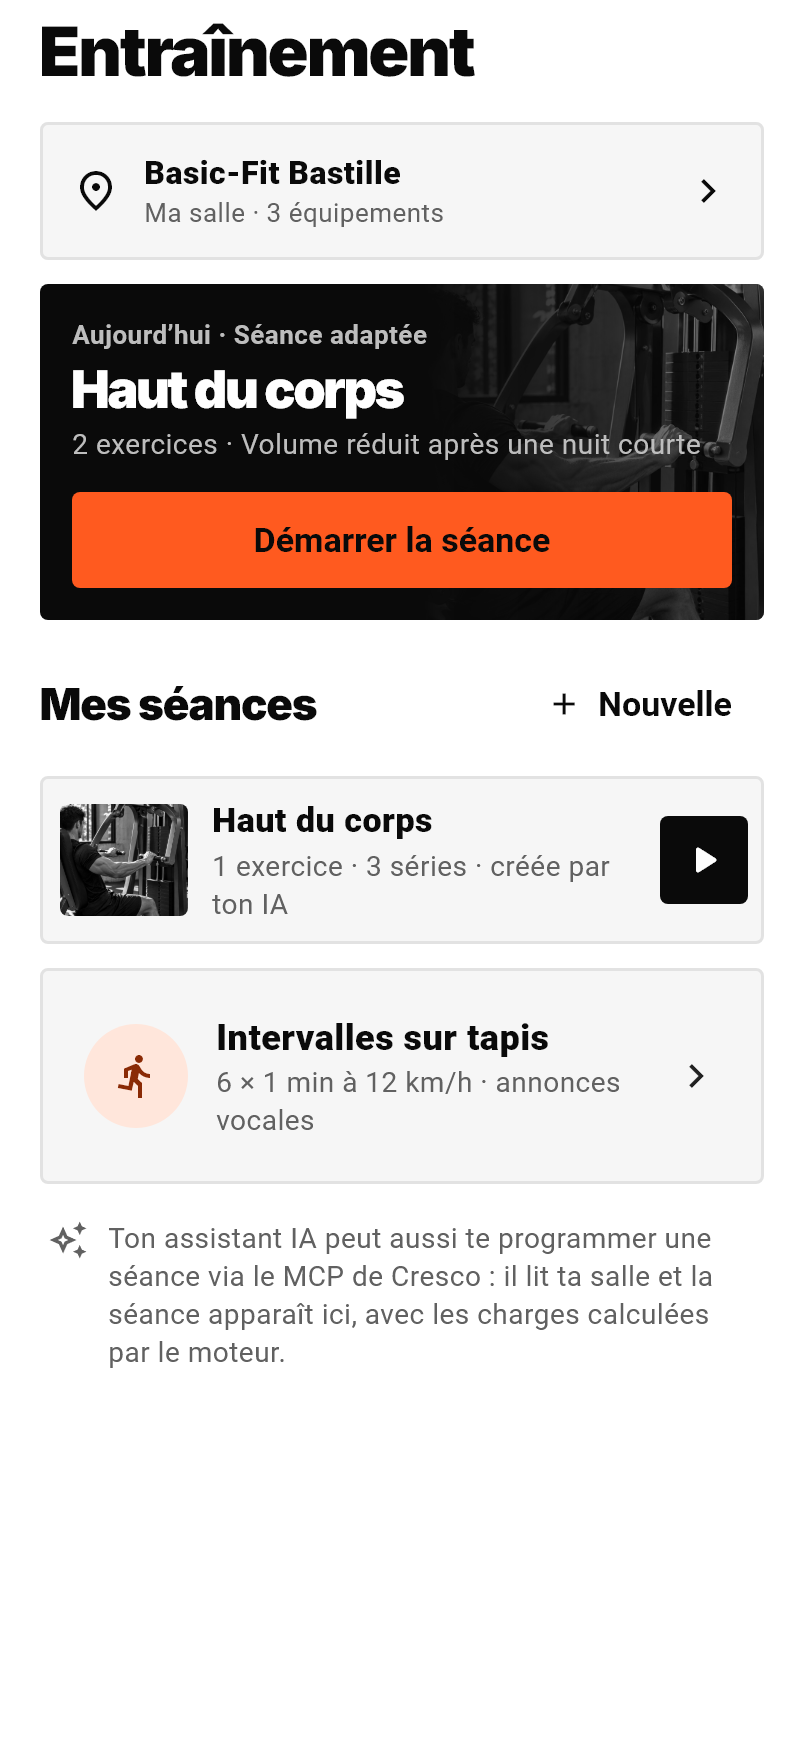 Entraînement
Basic-Fit Bastille
Ma salle · 3 équipements
Aujourd’hui · Séance adaptée
Haut du corps
2 exercices · Volume réduit après une nuit courte
Démarrer la séance
Mes séances
+ Nouvelle
Haut du corps
1 exercice · 3 séries · créée par
ton IA
Intervalles sur tapis
6 × 1 min à 12 km/h · annonces
vocales
Ton assistant IA peut aussi te programmer une
séance via le MCP de Cresco : il lit ta salle et la
séance apparaît ici, avec les charges calculées
par le moteur.